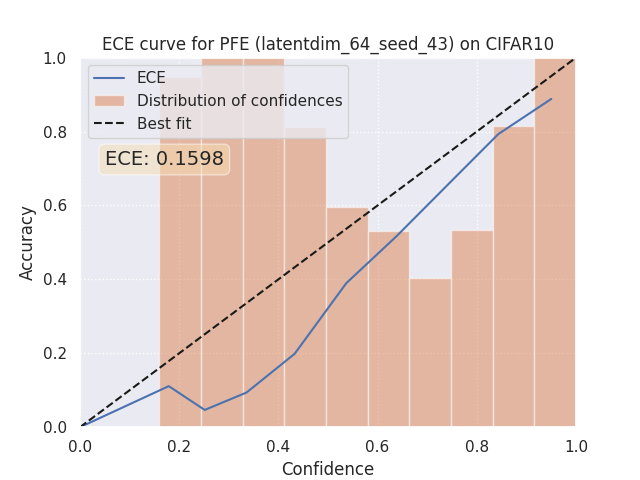 ECE curve for PFE (latentdim_64_seed_43) on CIFAR10
1.0
0.8
0.6
0.4
0.2
0.0
Accuracy
ECE
Distribution of confidences
Best fit
ECE: 0.1598
0.0 0.2 0.4 0.6 0.8 1.0
Confidence